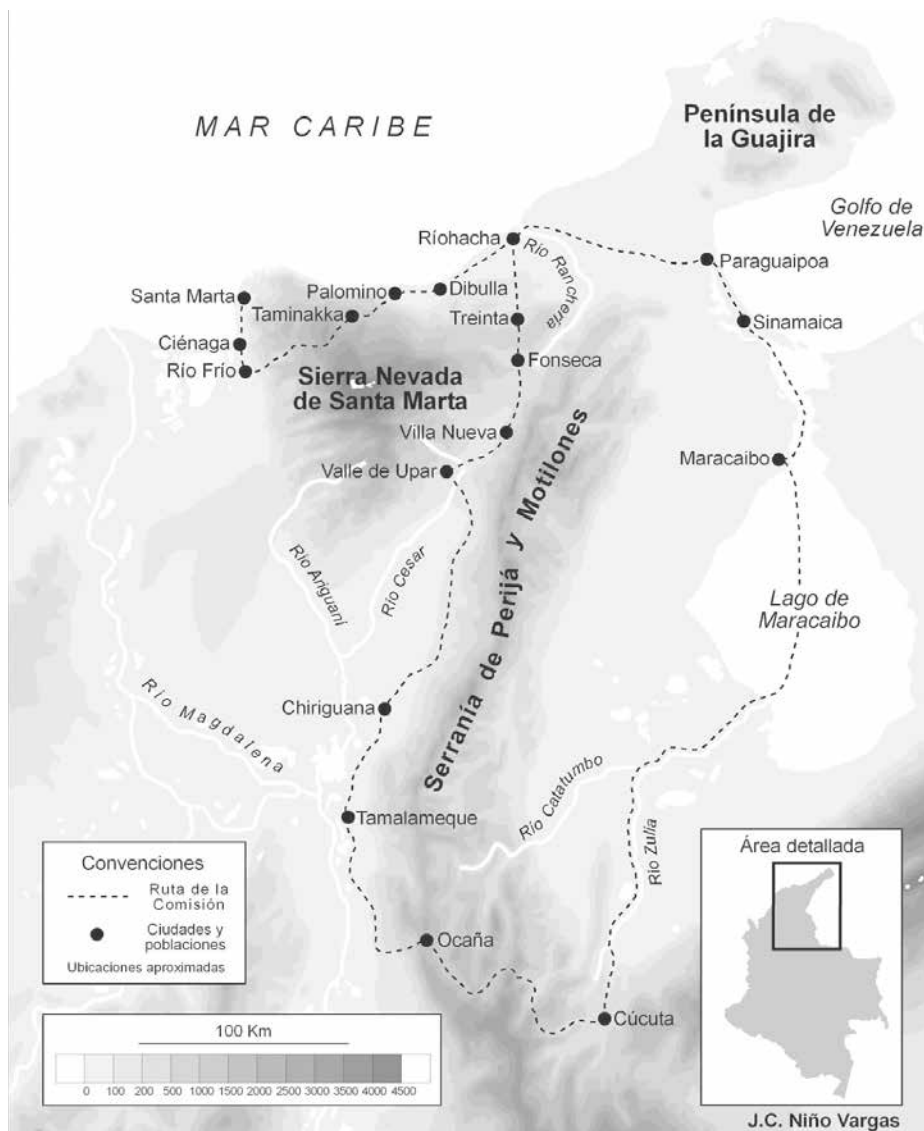 MAR CARIBE
Península de
la Guajira
Golfo de
Venezuela
Ríohacha
Río Ranchería
Paraguaipoa
Santa Marta
Palomino
Dibulla
Taminakka
Treinta
Sinamaica
Ciénaga
Río Frío
Fonseca
Sierra Nevada
de Santa Marta
Villa Nueva
Maracaibo
Valle de Upar
Serranía de Perijá y Motilones
Río Ariguaní
Río Cesar
Lago de
Maracaibo
Río Magdalena
Chiriguana
Río Catatumbo
Tamalameque
Río Zulia
Convenciones
Ruta de la
Comisión
Ciudades y
poblaciones
Ubicaciones aproximadas
Área detallada
Ocaña
Cúcuta
100 Km
0 100 200 500 1000 2000 2500 3000 3500 4000 4500
J.C. Niño Vargas